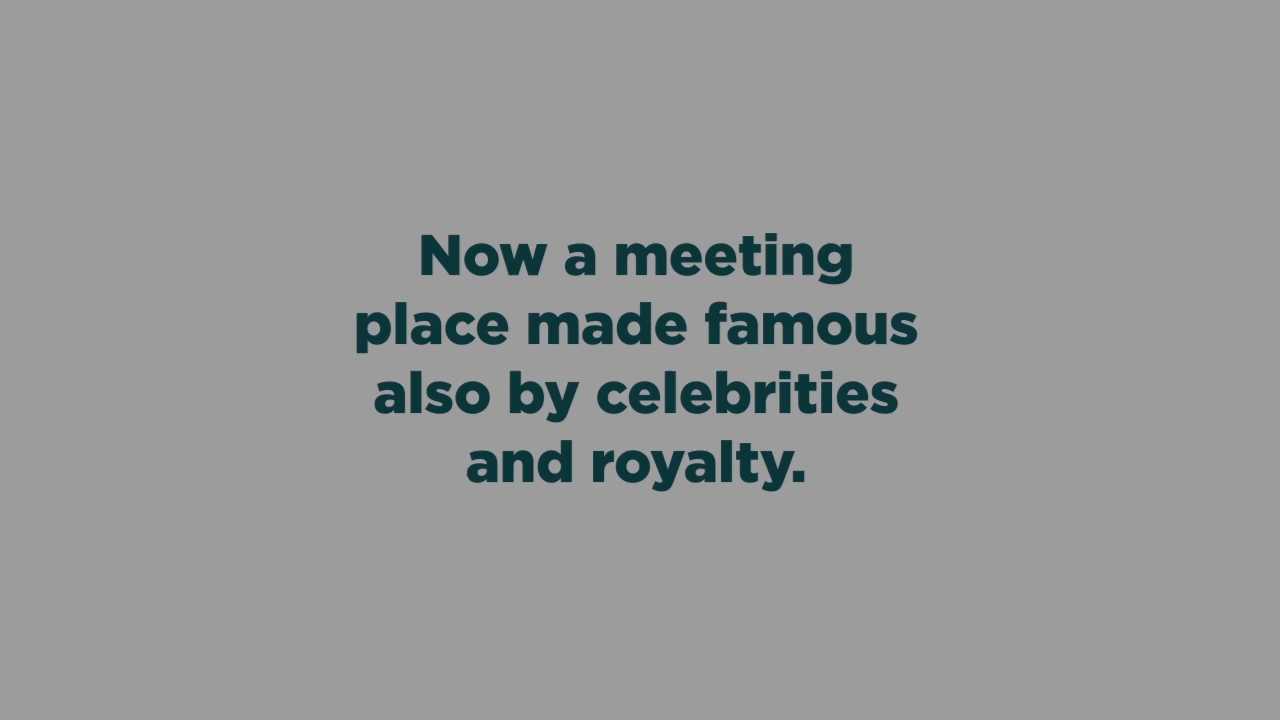 Now a meeting
place made famous
also by celebrities
and royalty.